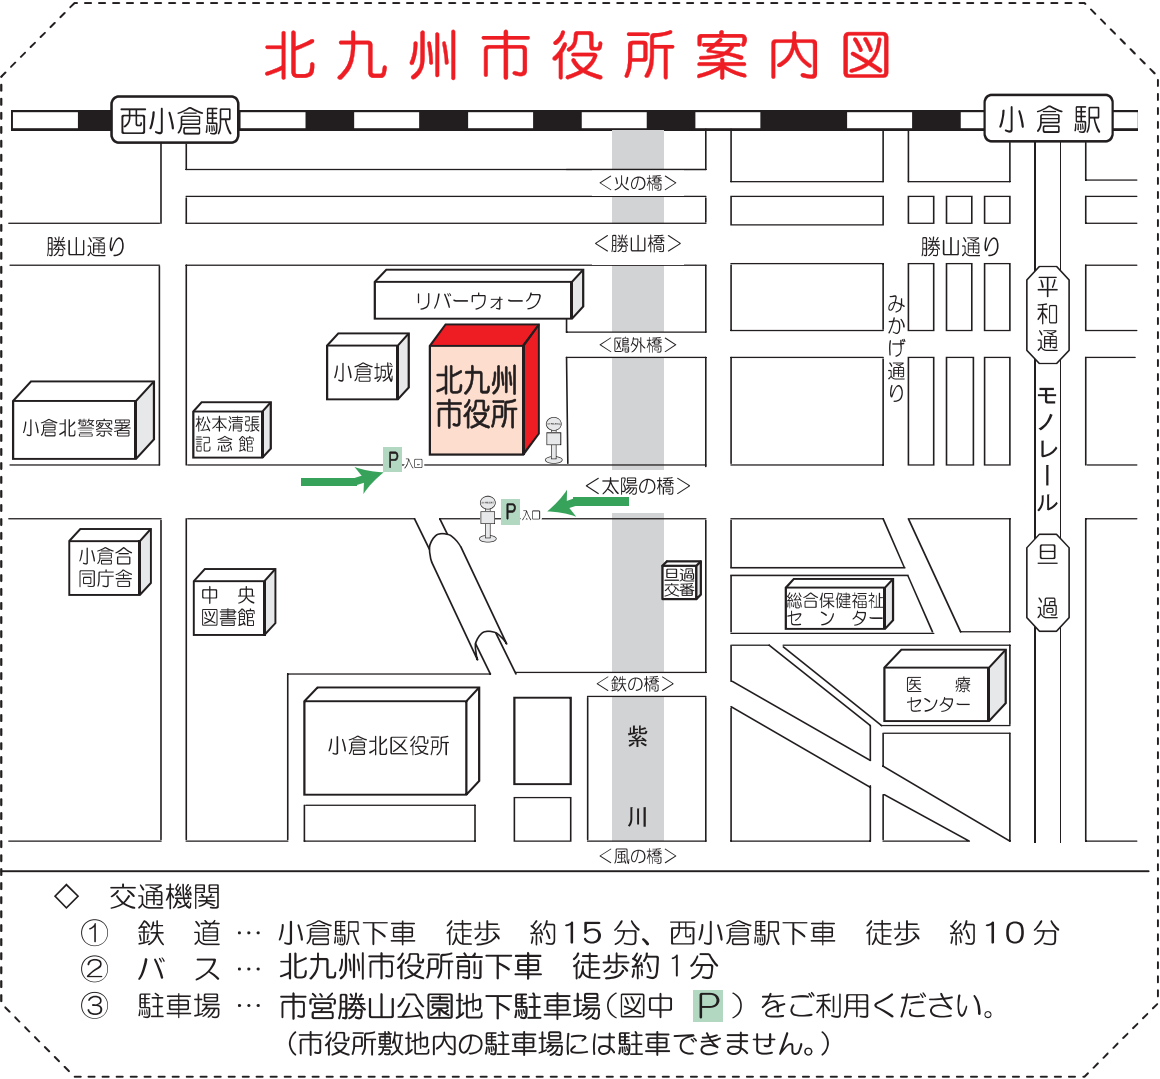 北九州市役所案内図
西小倉駅
小倉駅
<火の橋>
勝山通り
<勝山橋>
勝山通り
リバーウォーク
みかげ通り
平和通
小倉城
北九州
市役所
<鴎外橋>
小倉北警察署
松本清張
記念館
モノレール
P入口
<太陽の橋>
P入口
小倉合
同庁舎
中央
図書館
旦過
交番
総合保健福祉
センター
旦過
<鉄の橋>
医療
センター
小倉北区役所
紫川
<風の橋>
◇ 交通機関
① 鉄 道 … 小倉駅下車 徒歩 約15分、西小倉駅下車 徒歩 約10分
② バ ス … 北九州市役所前下車 徒歩約1分
③ 駐車場 … 市営勝山公園地下駐車場(図中 P )をご利用ください。
(市役所敷地内の駐車場には駐車できません。)